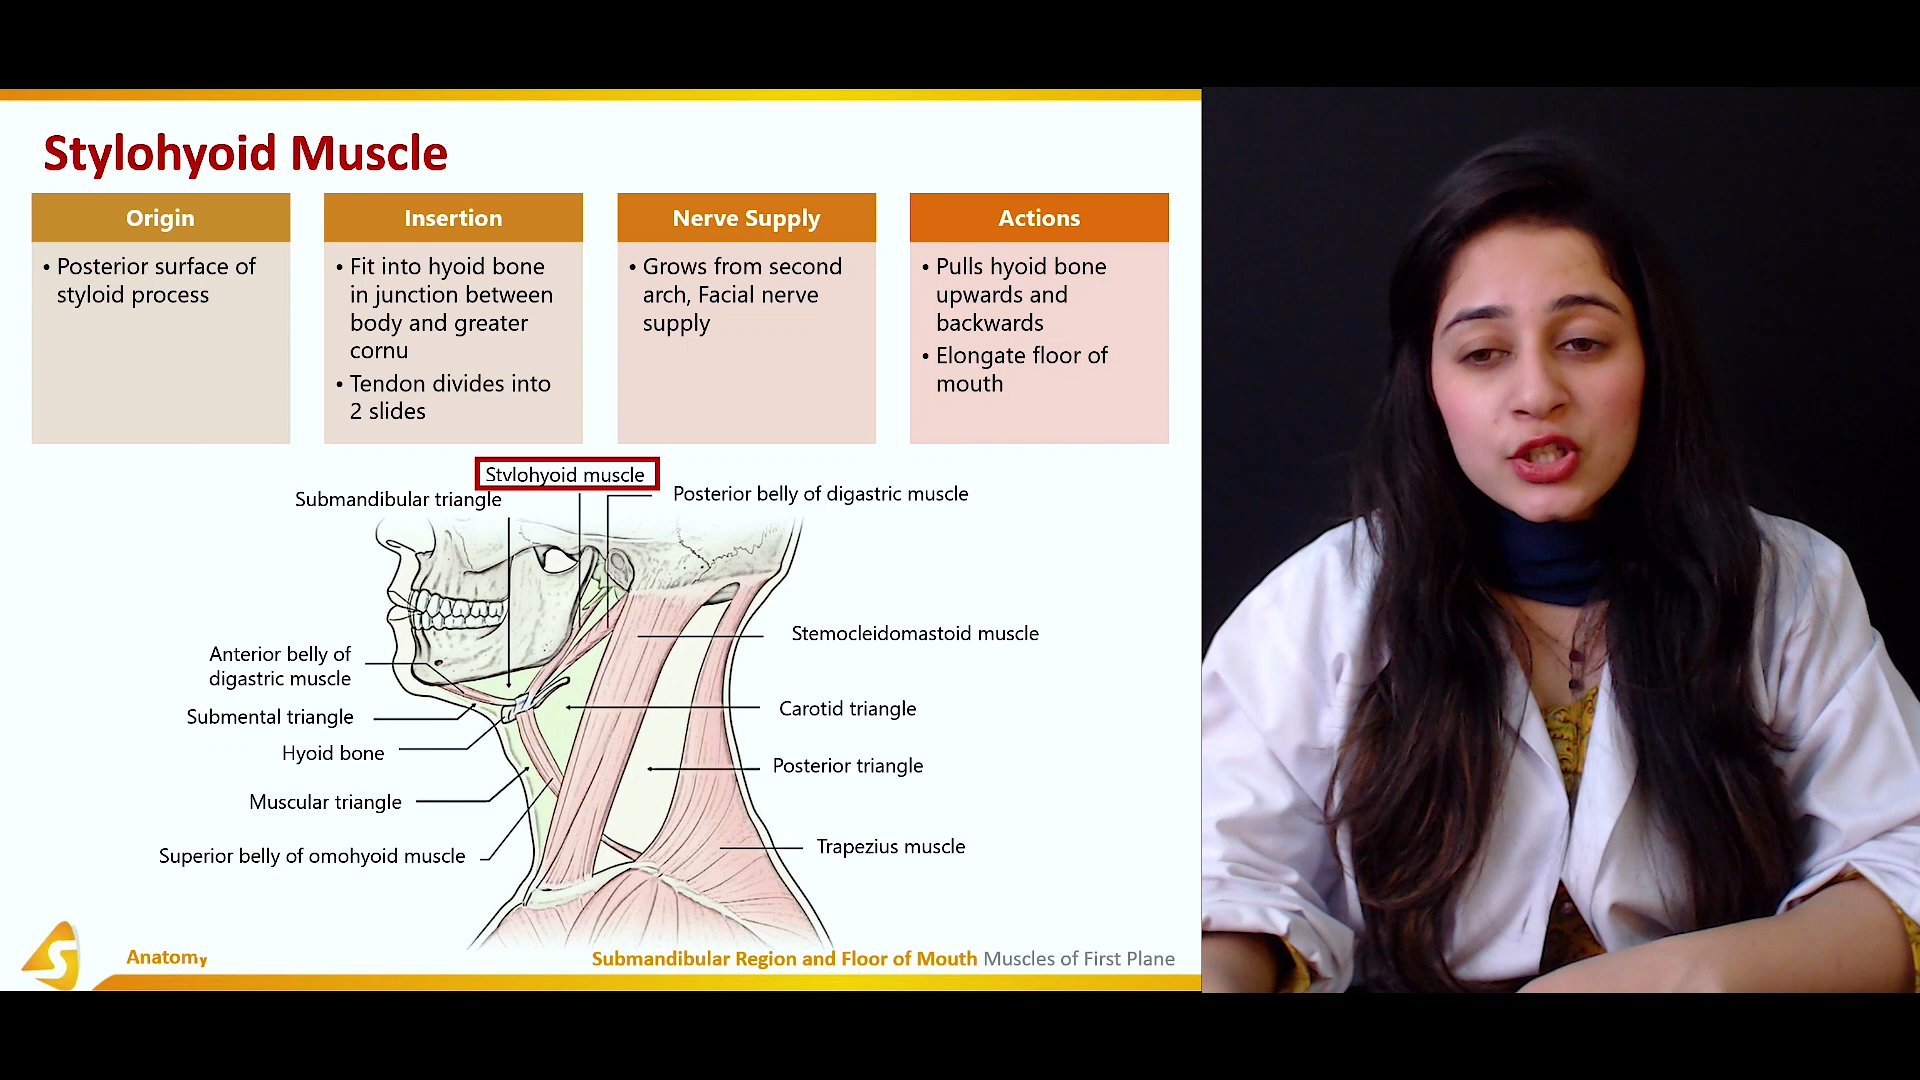 Stylohyoid Muscle
Origin
• Posterior surface of
styloid process
Insertion
• Fit into hyoid bone
in junction between
body and greater
cornu
• Tendon divides into
2 slides
Nerve Supply
• Grows from second
arch, Facial nerve
supply
Actions
• Pulls hyoid bone
upwards and
backwards
• Elongate floor of
mouth
Stylohyoid muscle
Submandibular triangle
Posterior belly of digastric muscle
Stemocleidomastoid muscle
Anterior belly of
digastric muscle
Submental triangle
Carotid triangle
Hyoid bone
Posterior triangle
Muscular triangle
Superior belly of omohyoid muscle
Trapezius muscle
S
Anatomy
Submandibular Region and Floor of Mouth Muscles of First Plane